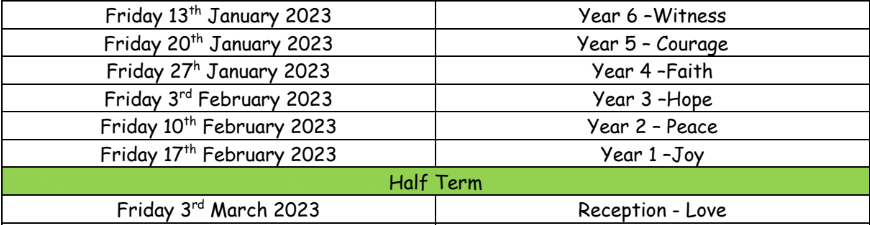 Friday 13th January 2023 Year 6 –Witness
Friday 20th January 2023 Year 5 – Courage
Friday 27h January 2023 Year 4 –Faith
Friday 3rd February 2023 Year 3 –Hope
Friday 10th February 2023 Year 2 – Peace
Friday 17th February 2023 Year 1 –Joy
Half Term
Friday 3rd March 2023 Reception - Love